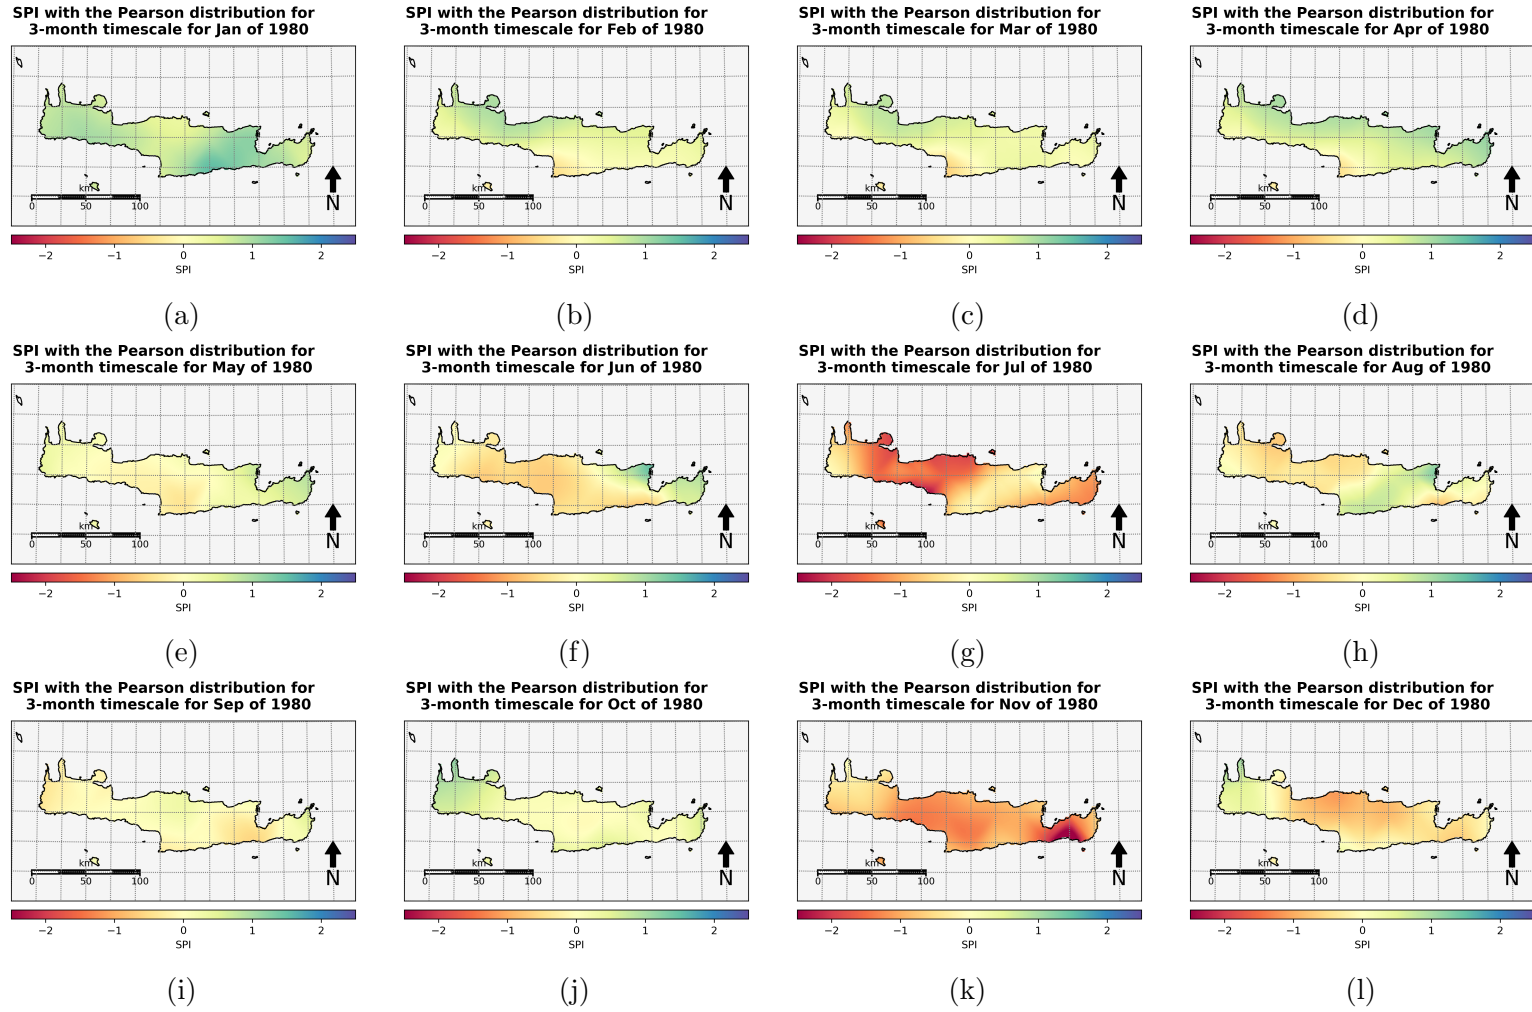 SPI with the Pearson distribution for
3-month timescale for Jan of 1980
km
0 50 100
N
−2 −1 0 1 2
SPI
(a)
SPI with the Pearson distribution for
3-month timescale for Feb of 1980
km
0 50 100
N
−2 −1 0 1 2
SPI
(b)
SPI with the Pearson distribution for
3-month timescale for Mar of 1980
km
0 50 100
N
−2 −1 0 1 2
SPI
(c)
SPI with the Pearson distribution for
3-month timescale for Apr of 1980
km
0 50 100
N
−2 −1 0 1 2
SPI
(d)
SPI with the Pearson distribution for
3-month timescale for May of 1980
km
0 50 100
N
−2 −1 0 1 2
SPI
(e)
SPI with the Pearson distribution for
3-month timescale for Jun of 1980
km
0 50 100
N
−2 −1 0 1 2
SPI
(f)
SPI with the Pearson distribution for
3-month timescale for Jul of 1980
km
0 50 100
N
−2 −1 0 1 2
SPI
(g)
SPI with the Pearson distribution for
3-month timescale for Aug of 1980
km
0 50 100
N
−2 −1 0 1 2
SPI
(h)
SPI with the Pearson distribution for
3-month timescale for Sep of 1980
km
0 50 100
N
−2 −1 0 1 2
SPI
(i)
SPI with the Pearson distribution for
3-month timescale for Oct of 1980
km
0 50 100
N
−2 −1 0 1 2
SPI
(j)
SPI with the Pearson distribution for
3-month timescale for Nov of 1980
km
0 50 100
N
−2 −1 0 1 2
SPI
(k)
SPI with the Pearson distribution for
3-month timescale for Dec of 1980
km
0 50 100
N
−2 −1 0 1 2
SPI
(l)